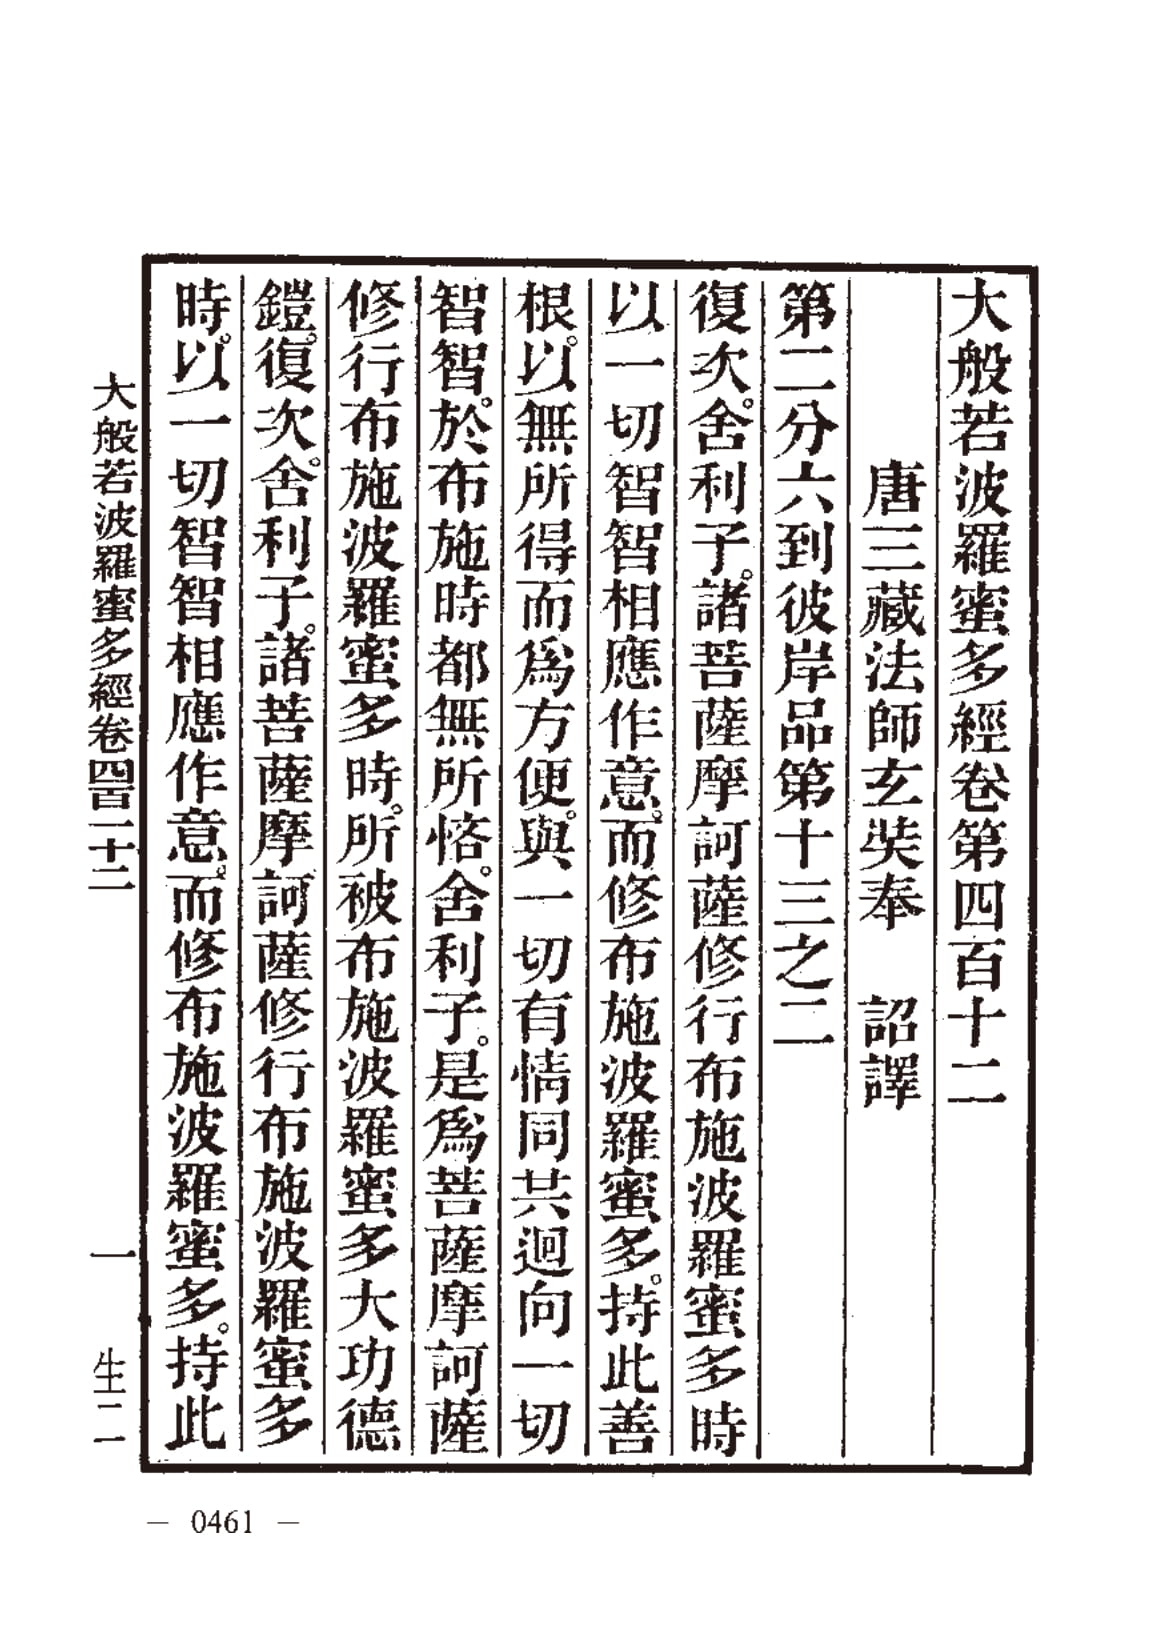 大般若波羅蜜多經卷第四百十二
唐三藏法師玄奘奉　詔譯
第二分六到彼岸品第十三之二
復次。舍利子。諸菩薩摩訶薩修行布施波羅蜜多時
以一切智智相應作意。而修布施波羅蜜多。持此善
根。以無所得而爲方便。與一切有情同共迴向一切
智智。於布施時都無所悋。舍利子。是爲菩薩摩訶薩
修行布施波羅蜜多時。所被布施波羅蜜多大功德
鎧。復次。舍利子。諸菩薩摩訶薩修行布施波羅蜜多
時。以一切智智相應作意。而修布施波羅蜜多。持此
大般若波羅蜜多經卷四百一十二　一　生二
— 0461 —